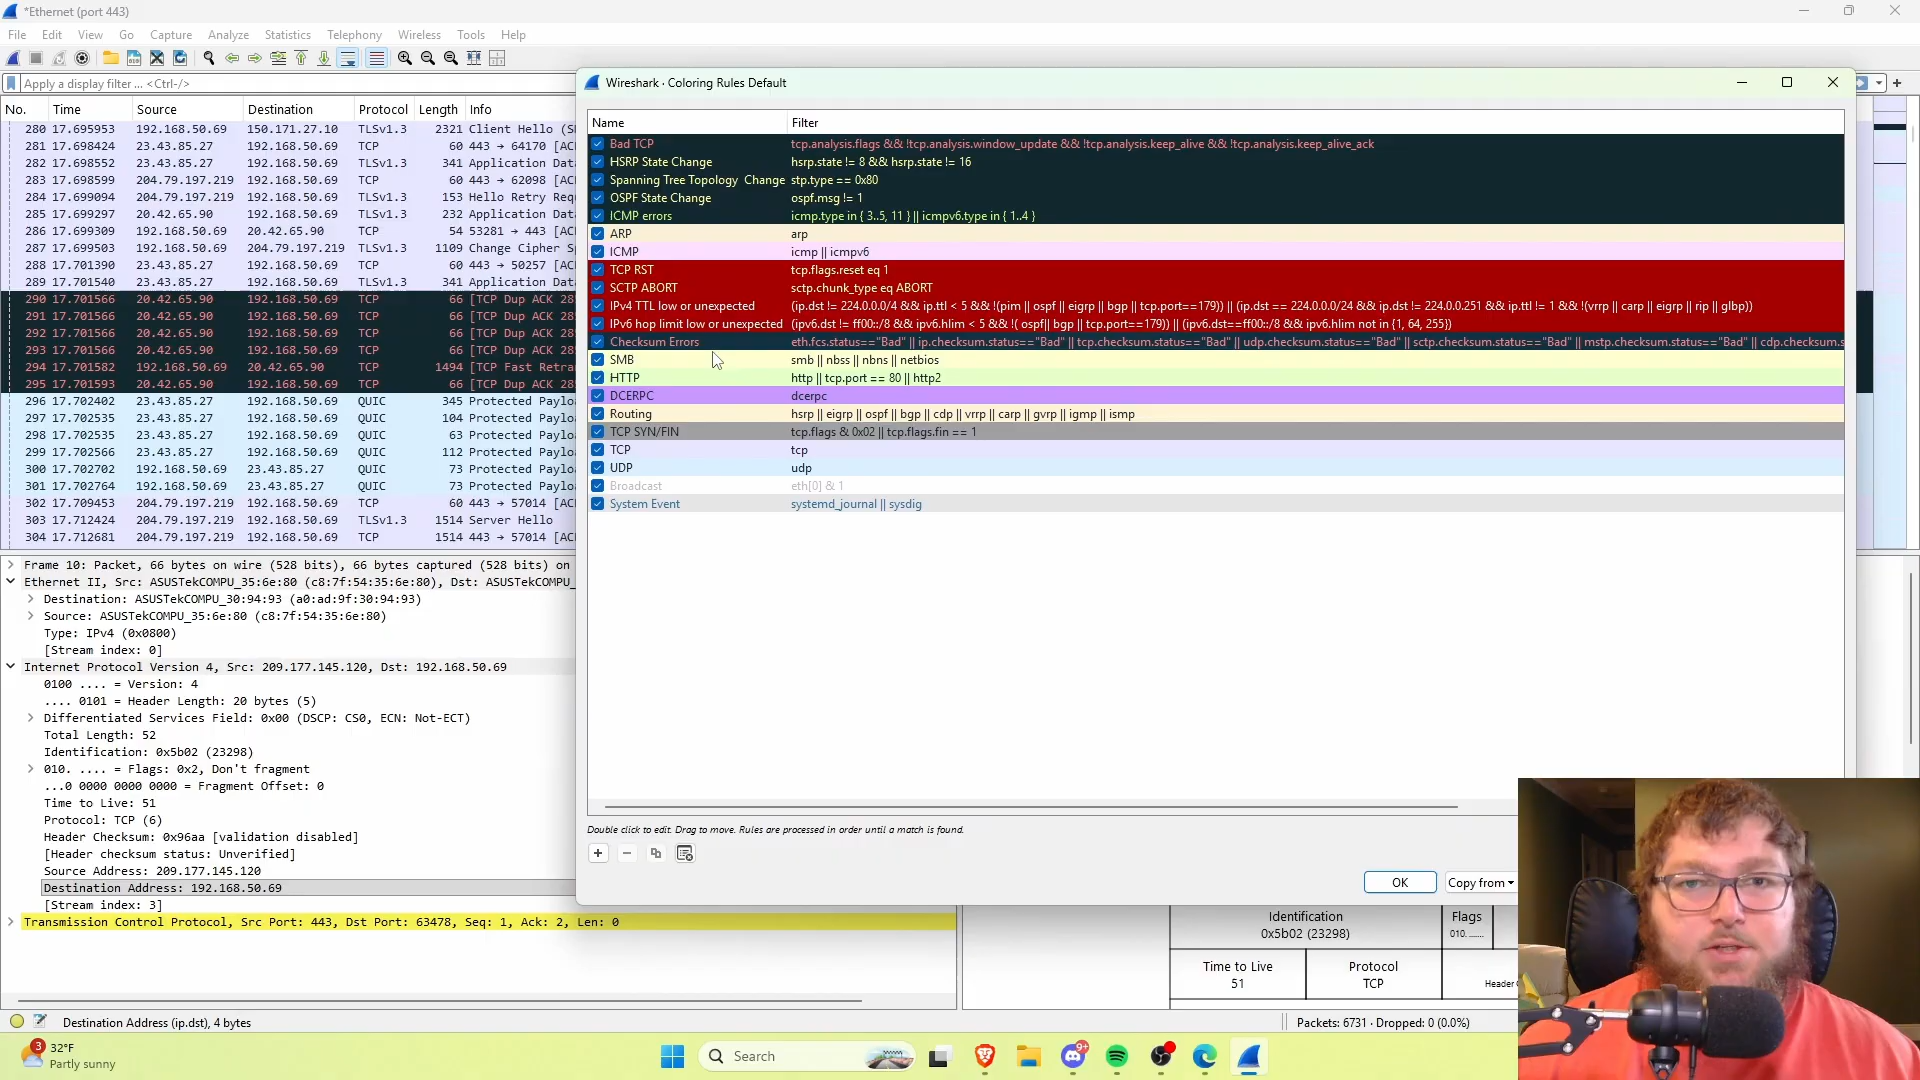 *Ethernet (port 443)
File Edit View Go Capture Analyze Statistics Telephony Wireless Tools Help
Apply a display filter ... <Ctrl-/>
No. Time Source Destination Protocol Length Info
280 17.695953 192.168.50.69 150.171.27.10 TLSv1.3 2321 Client Hello (S
281 17.698424 23.43.85.27 192.168.50.69 TCP 60 443 → 64170 [AC
282 17.698552 23.43.85.27 192.168.50.69 TLSv1.3 341 Application Dat
283 17.698599 204.79.197.219 192.168.50.69 TCP 60 443 → 62098 [AC
284 17.699094 204.79.197.219 192.168.50.69 TLSv1.3 153 Hello Retry Req
285 17.699297 20.42.65.90 192.168.50.69 TLSv1.2 232 Application Dat
286 17.699309 192.168.50.69 20.42.65.90 TCP 54 53281 → 443 [AC
287 17.699503 192.168.50.69 204.79.197.219 TLSv1.3 1109 Change Cipher S
288 17.701390 23.43.85.27 192.168.50.69 TCP 60 443 → 50257 [AC
289 17.701540 23.43.85.27 192.168.50.69 TLSv1.3 341 Application Dat
290 17.701566 20.42.65.90 192.168.50.69 TCP 66 [TCP Dup ACK 28
291 17.701566 20.42.65.90 192.168.50.69 TCP 66 [TCP Dup ACK 28
292 17.701566 20.42.65.90 192.168.50.69 TCP 66 [TCP Dup ACK 28
293 17.701566 20.42.65.90 192.168.50.69 TCP 66 [TCP Dup ACK 28
294 17.701582 192.168.50.69 20.42.65.90 TCP 1494 [TCP Fast Retra
295 17.701593 20.42.65.90 192.168.50.69 TCP 66 [TCP Dup ACK 28
296 17.702402 23.43.85.27 192.168.50.69 QUIC 345 Protected Paylo
297 17.702535 23.43.85.27 192.168.50.69 QUIC 104 Protected Paylo
298 17.702535 23.43.85.27 192.168.50.69 QUIC 63 Protected Paylo
299 17.702566 23.43.85.27 192.168.50.69 QUIC 112 Protected Paylo
300 17.702702 192.168.50.69 23.43.85.27 QUIC 73 Protected Paylo
301 17.702764 192.168.50.69 23.43.85.27 QUIC 73 Protected Paylo
302 17.709453 204.79.197.219 192.168.50.69 TCP 60 443 → 57014 [AC
303 17.712424 204.79.197.219 192.168.50.69 TLSv1.3 1514 Server Hello
304 17.712681 204.79.197.219 192.168.50.69 TCP 1514 443 → 57014 [AC
Frame 10: Packet, 66 bytes on wire (528 bits), 66 bytes captured (528 bits) on
Ethernet II, Src: ASUSTekCOMPU_35:6e:80 (c8:7f:54:35:6e:80), Dst: ASUSTekCOMPU_
Destination: ASUSTekCOMPU_30:94:93 (a0:ad:9f:30:94:93)
Source: ASUSTekCOMPU_35:6e:80 (c8:7f:54:35:6e:80)
Type: IPv4 (0x0800)
[Stream index: 0]
Internet Protocol Version 4, Src: 209.177.145.120, Dst: 192.168.50.69
0100 .... = Version: 4
.... 0101 = Header Length: 20 bytes (5)
Differentiated Services Field: 0x00 (DSCP: CS0, ECN: Not-ECT)
Total Length: 52
Identification: 0x5b02 (23298)
010. .... = Flags: 0x2, Don't fragment
...0 0000 0000 0000 = Fragment Offset: 0
Time to Live: 51
Protocol: TCP (6)
Header Checksum: 0x96aa [validation disabled]
[Header checksum status: Unverified]
Source Address: 209.177.145.120
Destination Address: 192.168.50.69
[Stream index: 3]
Transmission Control Protocol, Src Port: 443, Dst Port: 63478, Seq: 1, Ack: 2, Len: 0
Wireshark · Coloring Rules Default
Name Filter
Bad TCP tcp.analysis.flags && !tcp.analysis.window_update && !tcp.analysis.keep_alive && !tcp.analysis.keep_alive_ack
HSRP State Change hsrp.state != 8 && hsrp.state != 16
Spanning Tree Topology Change stp.type == 0x80
OSPF State Change ospf.msg != 1
ICMP errors icmp.type in { 3..5, 11 } || icmpv6.type in { 1..4 }
ARP arp
ICMP icmp || icmpv6
TCP RST tcp.flags.reset eq 1
SCTP ABORT sctp.chunk_type eq ABORT
IPv4 TTL low or unexpected (ip.dst != 224.0.0.0/4 && ip.ttl < 5 && !(pim || ospf || eigrp || bgp || tcp.port==179)) || (ip.dst == 224.0.0.0/24 && ip.dst != 224.0.0.251 && ip.ttl != 1 && !(vrrp || carp || eigrp || rip || glbp))
IPv6 hop limit low or unexpected (ipv6.dst != ff00::/8 && ipv6.hlim < 5 && !( ospf|| bgp || tcp.port==179)) || (ipv6.dst==ff00::/8 && ipv6.hlim not in {1, 64, 255})
Checksum Errors eth.fcs.status=="Bad" || ip.checksum.status=="Bad" || tcp.checksum.status=="Bad" || udp.checksum.status=="Bad" || sctp.checksum.status=="Bad" || mstp.checksum.status=="Bad" || cdp.checksum.s
SMB smb || nbss || nbns || netbios
HTTP http || tcp.port == 80 || http2
DCERPC dcerpc
Routing hsrp || eigrp || ospf || bgp || cdp || vrrp || carp || gvrp || igmp || ismp
TCP SYN/FIN tcp.flags & 0x02 || tcp.flags.fin == 1
TCP tcp
UDP udp
Broadcast eth[0] & 1
System Event systemd_journal || sysdig
Double click to edit. Drag to move. Rules are processed in order until a match is found.
OK Copy from
Identification Flags
0x5b02 (23298) 010. ......
Time to Live Protocol
51 TCP Header
Destination Address (ip.dst), 4 bytes
Packets: 6731 · Dropped: 0 (0.0%)
3
32°F
Partly sunny
Search
9+